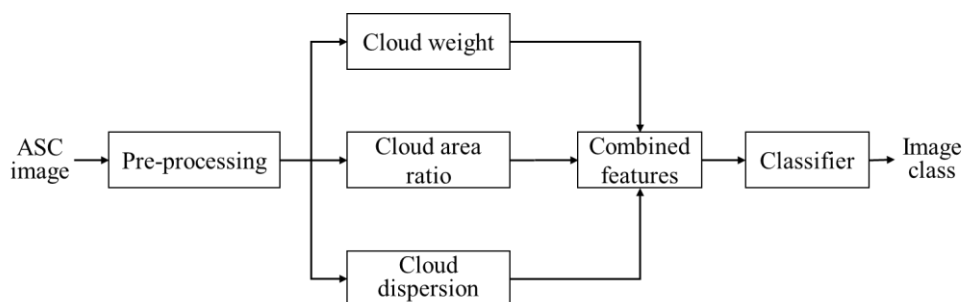 Cloud weight
ASC
image
Pre-processing
Cloud area
ratio
Combined
features
Classifier
Image
class
Cloud
dispersion